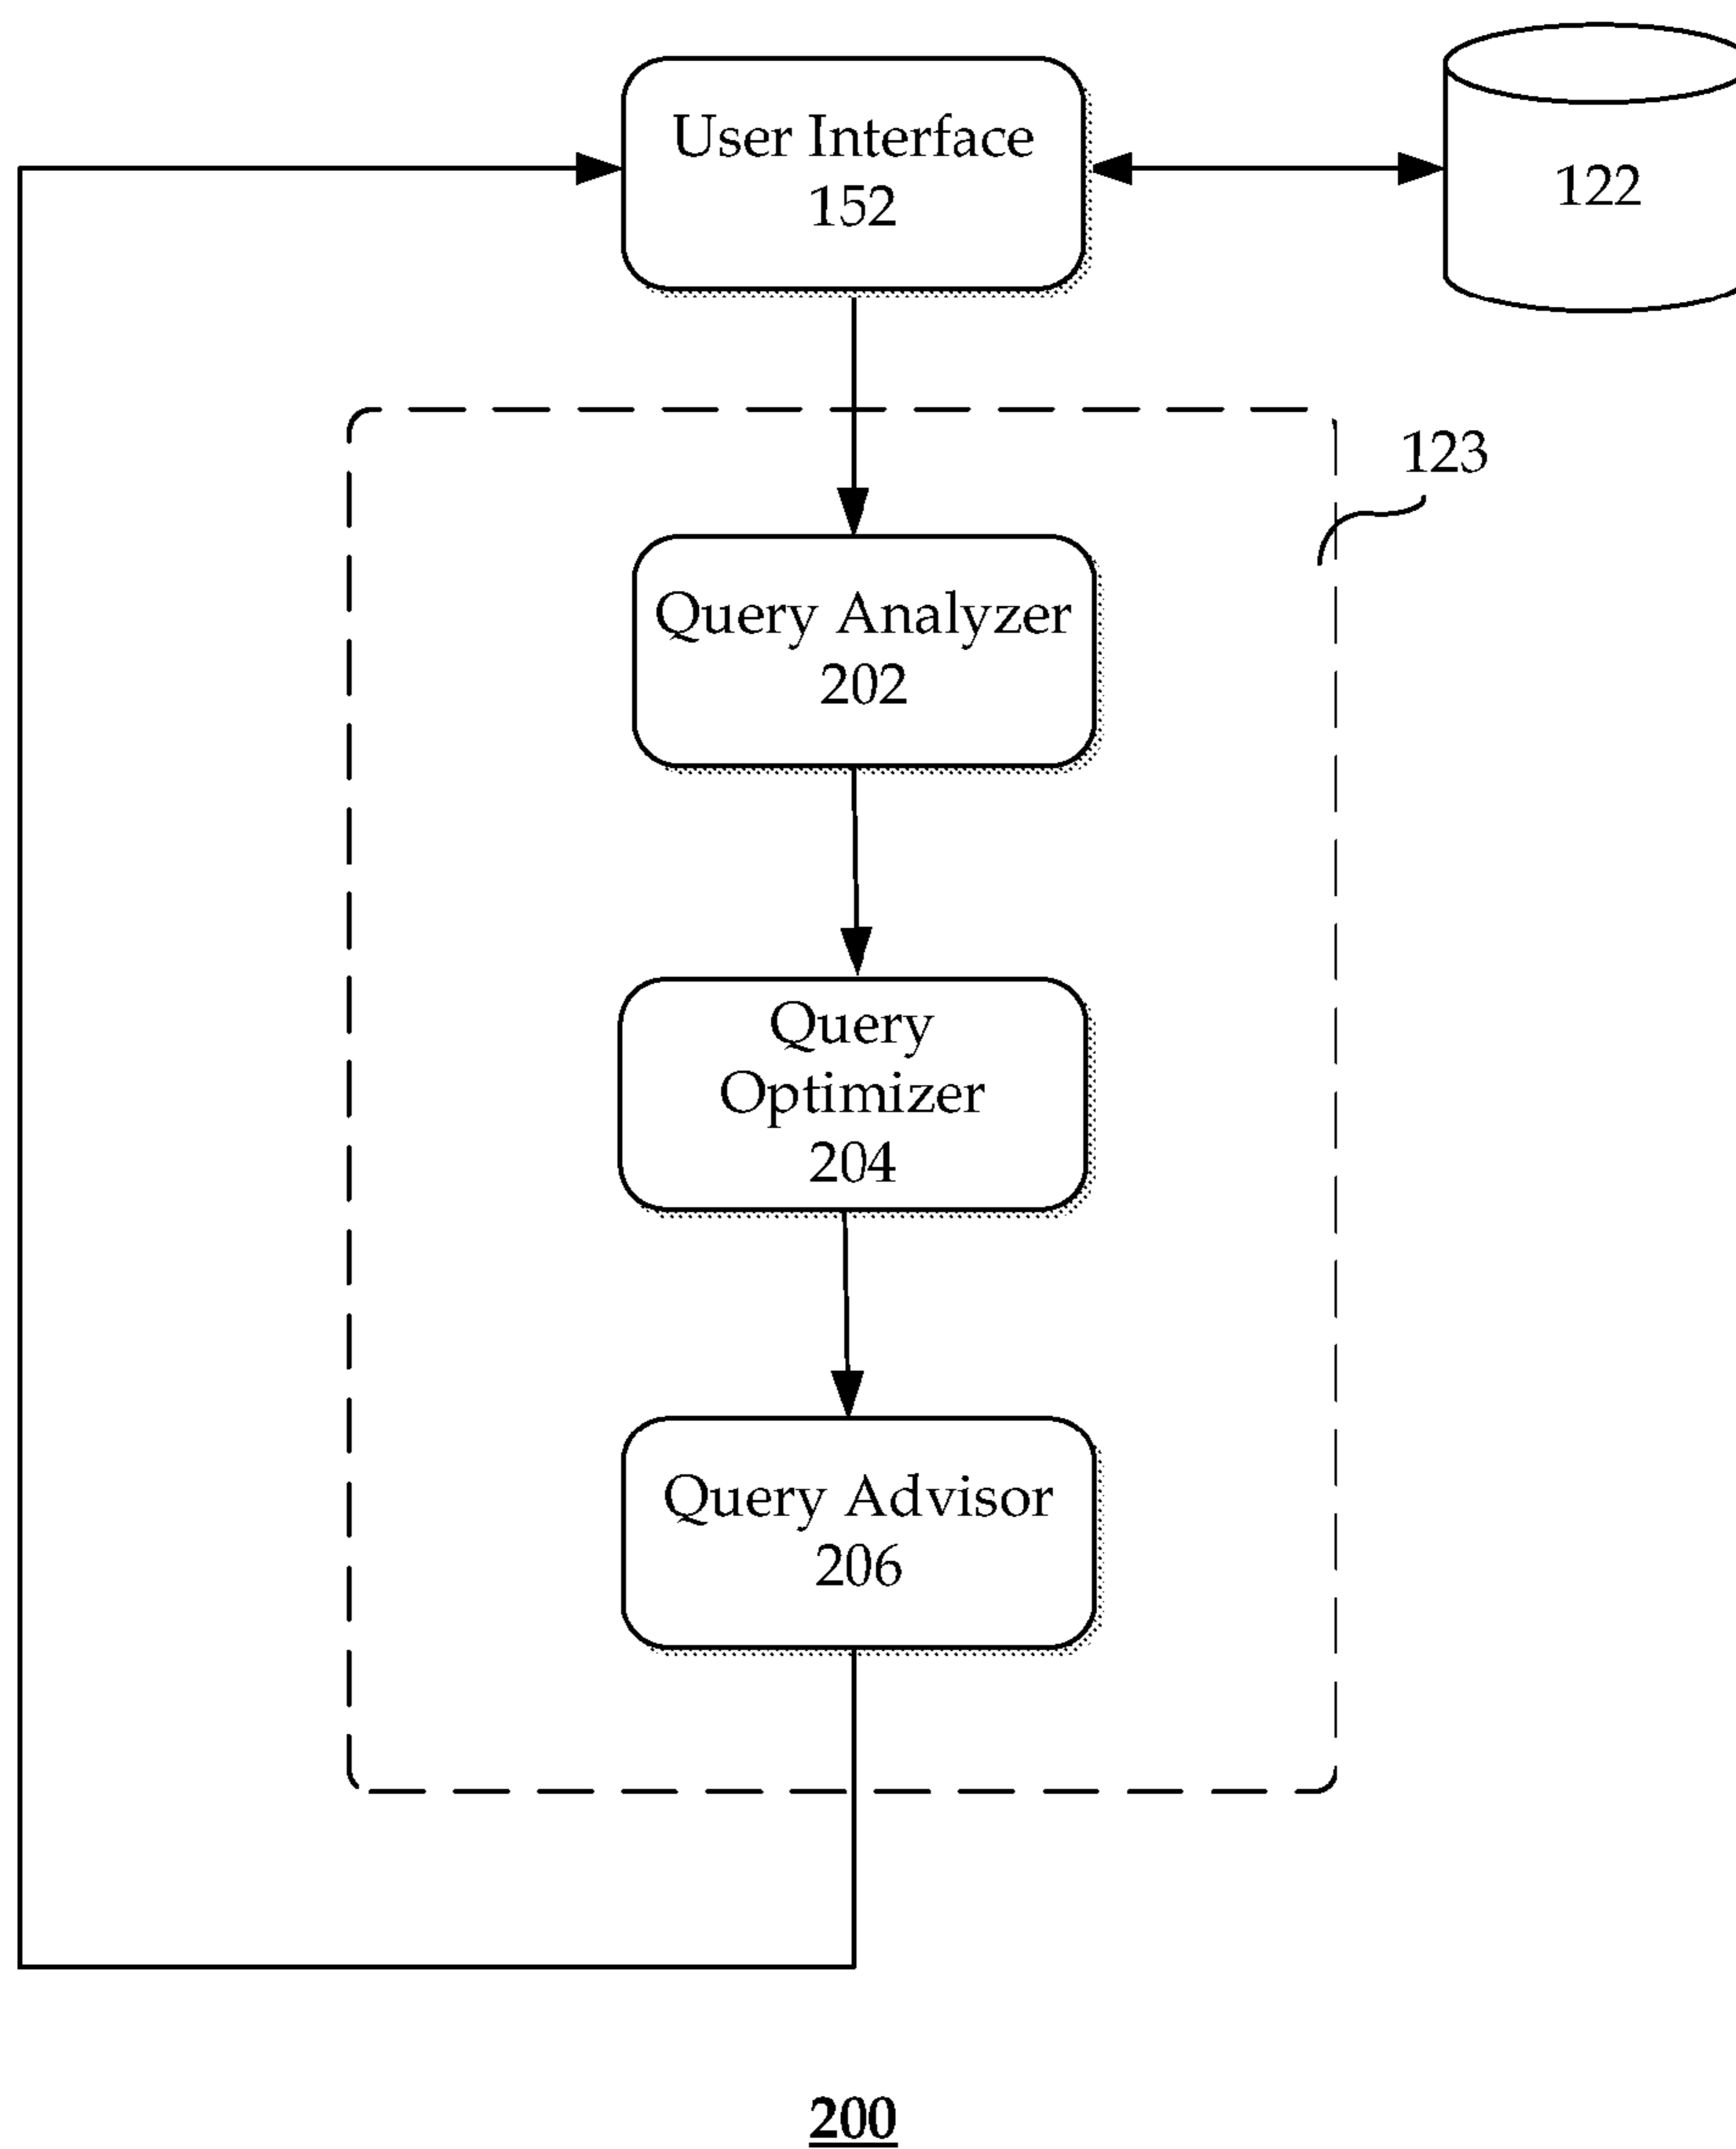 User Interface
152
122
123
Query Analyzer
202
Query
Optimizer
204
Query Advisor
206
200